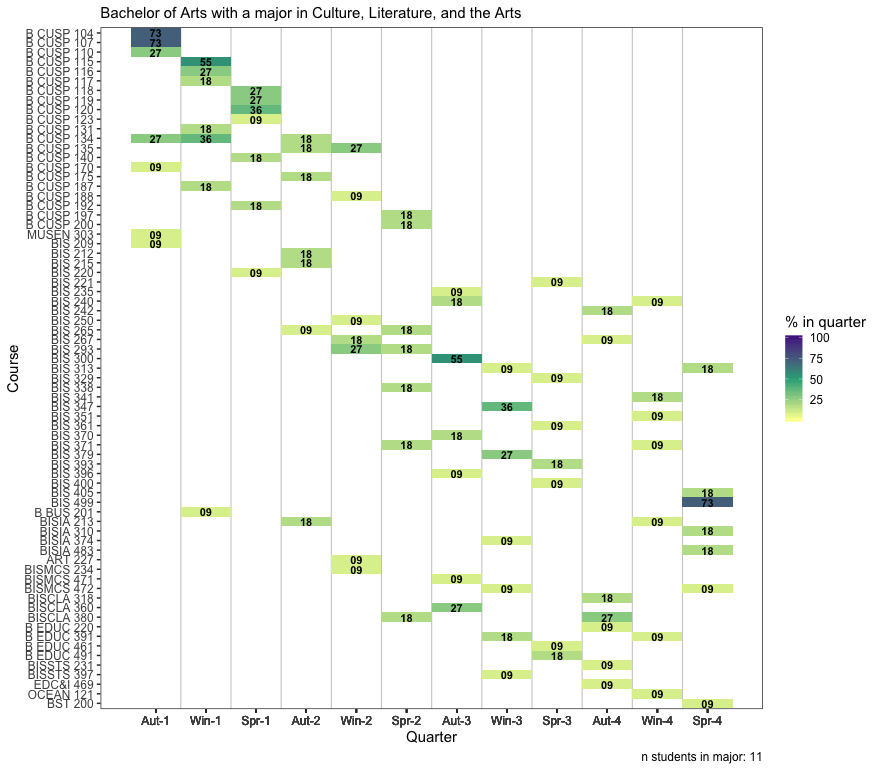 Bachelor of Arts with a major in Culture, Literature, and the Arts
Course
B CUSP 104 73
B CUSP 107 73
B CUSP 110 27
B CUSP 115 55
B CUSP 116 27
B CUSP 117 18
B CUSP 118 27
B CUSP 119 27
B CUSP 120 36
B CUSP 123 09
B CUSP 131 18
B CUSP 134 27 36 18
B CUSP 135 18 27
B CUSP 140 18
B CUSP 170 09
B CUSP 175 18
B CUSP 187 18
B CUSP 188 09
B CUSP 192 18
B CUSP 197 18
B CUSP 200 18
MUSEN 303 09
BIS 209 09
BIS 212 18
BIS 215 18
BIS 220 09
BIS 221 09
BIS 235 09
BIS 240 18 09
BIS 242 18
BIS 250 09
BIS 265 09 18
BIS 267 18 09
BIS 293 27 18
BIS 300 55
BIS 313 09 18
BIS 329 09
BIS 338 18
BIS 341 18
BIS 347 36
BIS 351 09
BIS 361 09
BIS 370 18
BIS 371 18 09
BIS 379 27
BIS 393 18
BIS 396 09
BIS 400 09
BIS 405 18
BIS 499 73
B BUS 201 09
BISIA 213 18 09
BISIA 310 18
BISIA 374 09
BISIA 483 18
ART 227 09
BISMCS 234 09
BISMCS 471 09
BISMCS 472 09 09
BISCLA 318 18
BISCLA 360 27
BISCLA 380 18 27
B EDUC 220 09
B EDUC 391 18 09
B EDUC 461 09
B EDUC 491 18
BISSTS 231 09
BISSTS 397 09
EDC&I 469 09
OCEAN 121 09
BST 200 09
Aut-1 Win-1 Spr-1 Aut-2 Win-2 Spr-2 Aut-3 Win-3 Spr-3 Aut-4 Win-4 Spr-4
Quarter
% in quarter
100
75
50
25
n students in major: 11